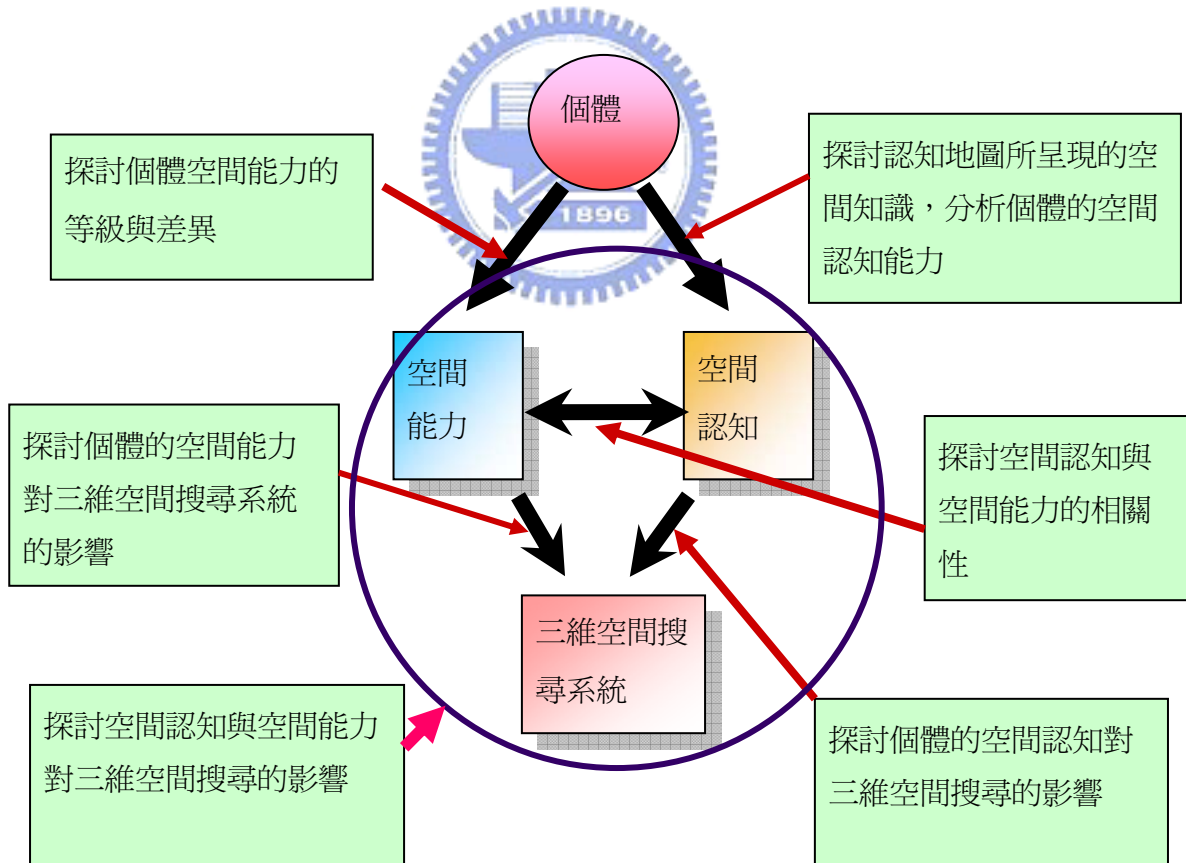 個體
探討個體空間能力的
等級與差異
探討認知地圖所呈現的空
間知識，分析個體的空間
認知能力
1896
空間
能力
空間
認知
探討個體的空間能力
對三維空間搜尋系統
的影響
探討空間認知與
空間能力的相關
性
三維空間搜
尋系統
探討空間認知與空間能力
對三維空間搜尋的影響
探討個體的空間認知對
三維空間搜尋的影響